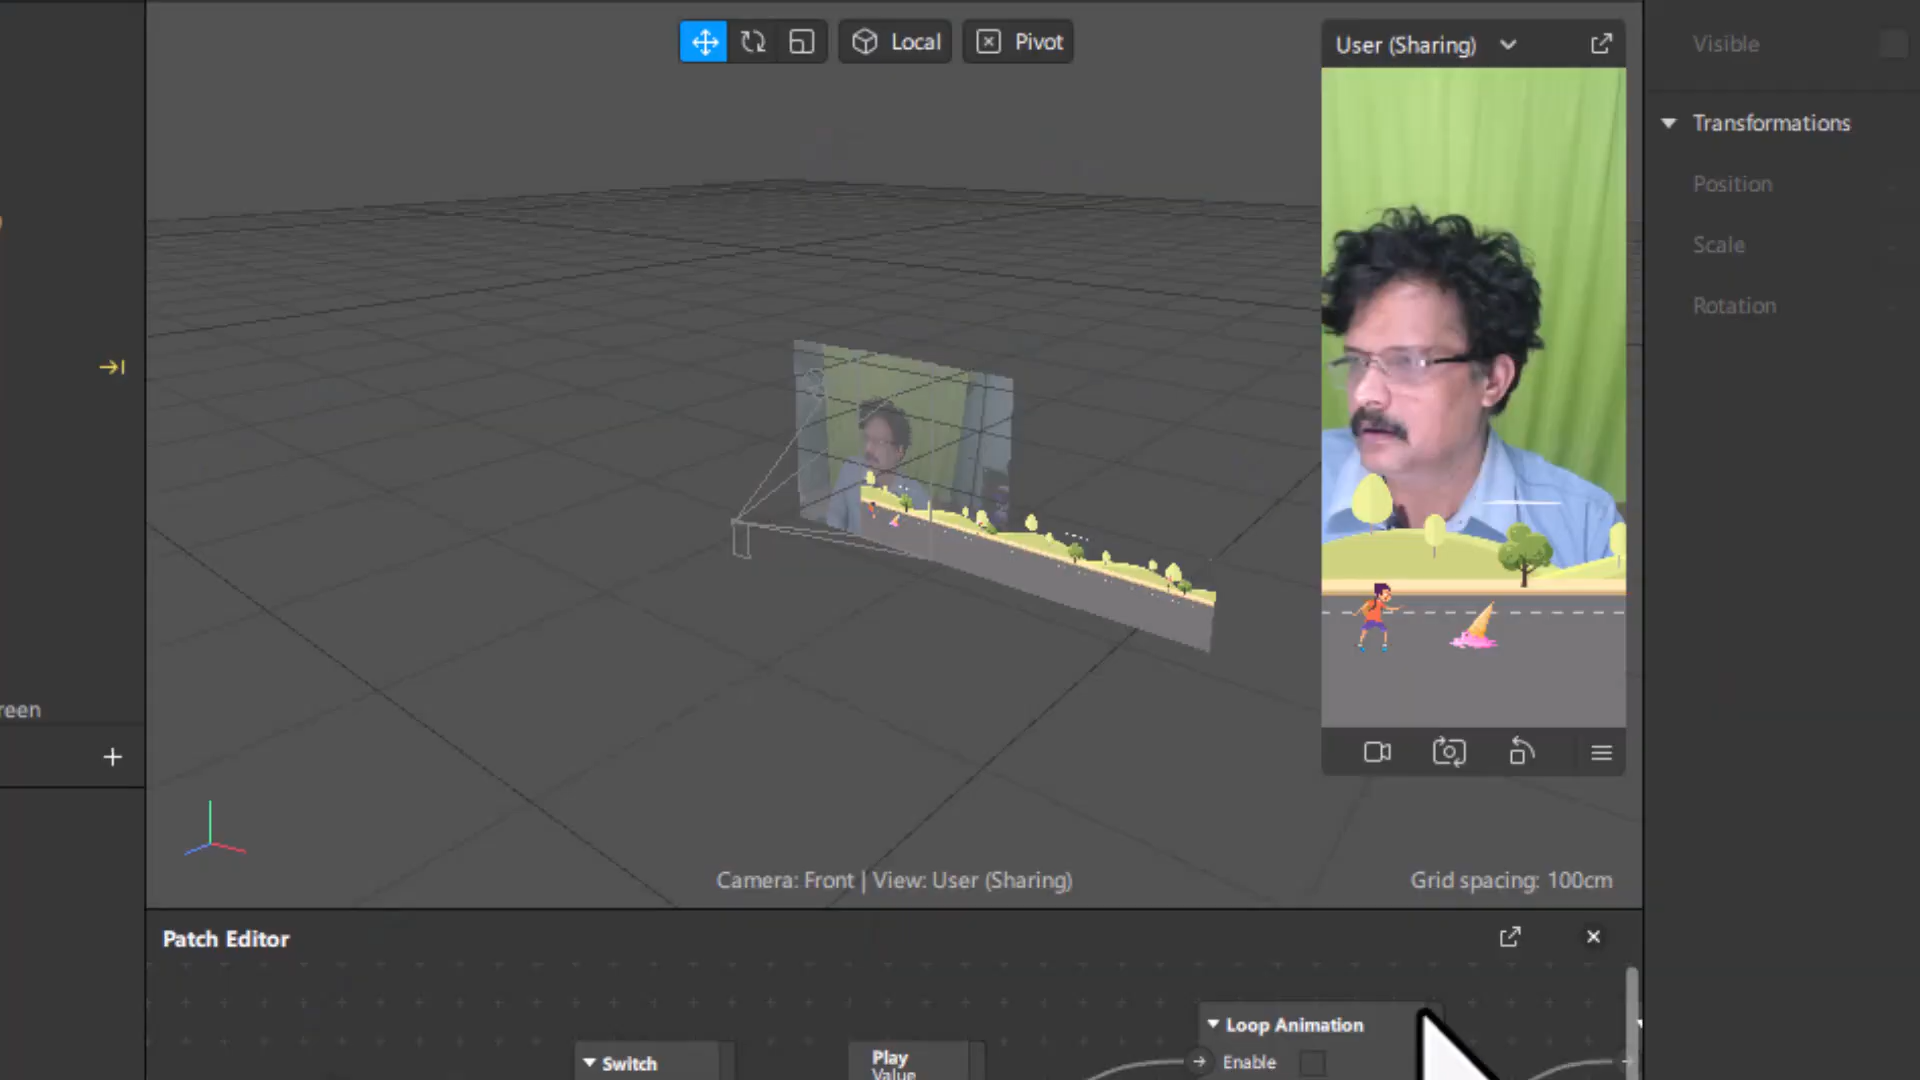 Local
Pivot
User (Sharing)
Visible
Transformations
Position
Scale
Rotation
reen
Camera: Front | View: User (Sharing)
Grid spacing: 100cm
Patch Editor
Loop Animation
Enable
Switch
Play
Value